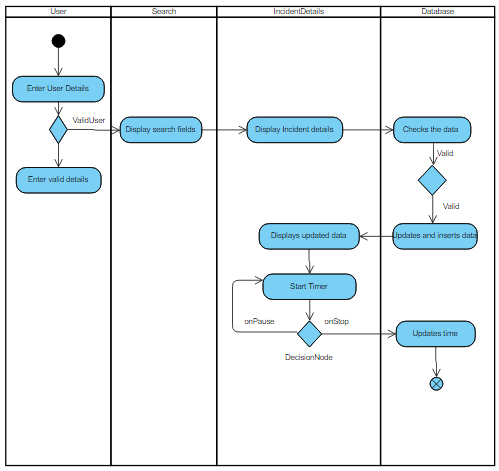 User
Search
IncidentDetails
Database
Enter User Details
ValidUser
Display search fields
Display Incident details
Checks the data
Valid
Enter valid details
Valid
Displays updated data
Updates and inserts data
Start Timer
onPause
onStop
Updates time
DecisionNode